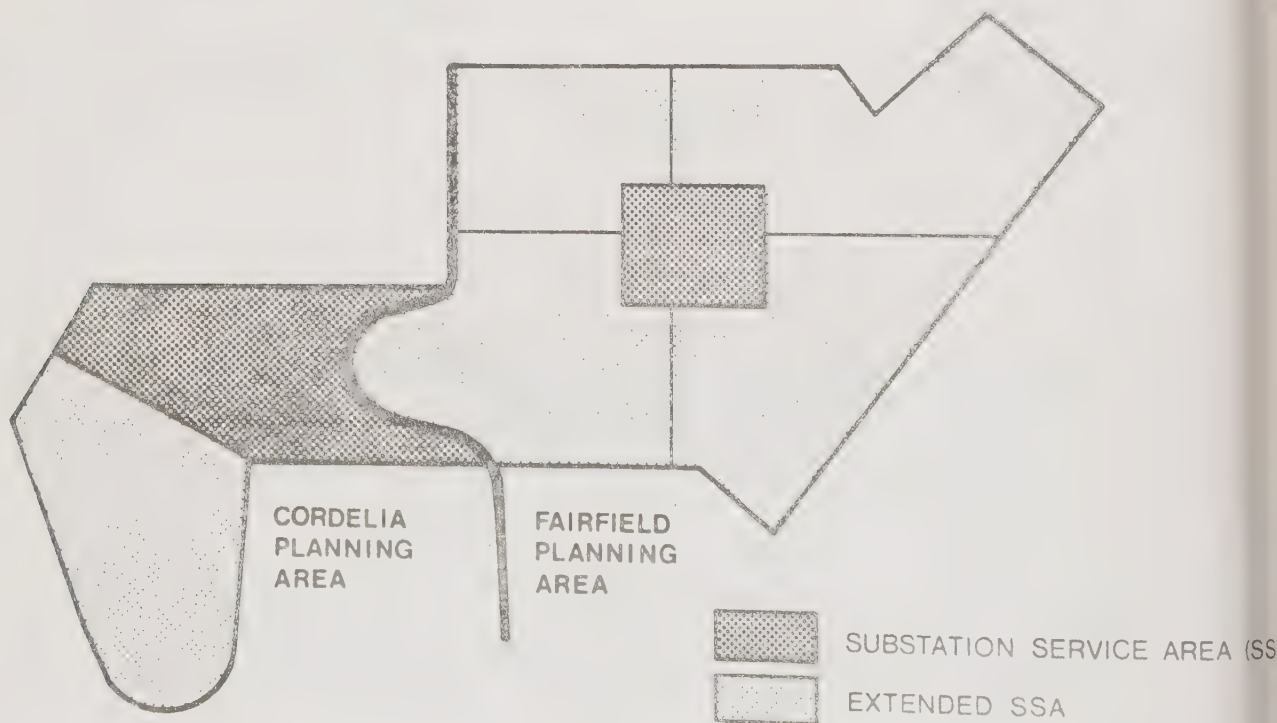 CORDELIA
PLANNING
AREA
FAIRFIELD
PLANNING
AREA
SUBSTATION SERVICE AREA (SS
EXTENDED SSA